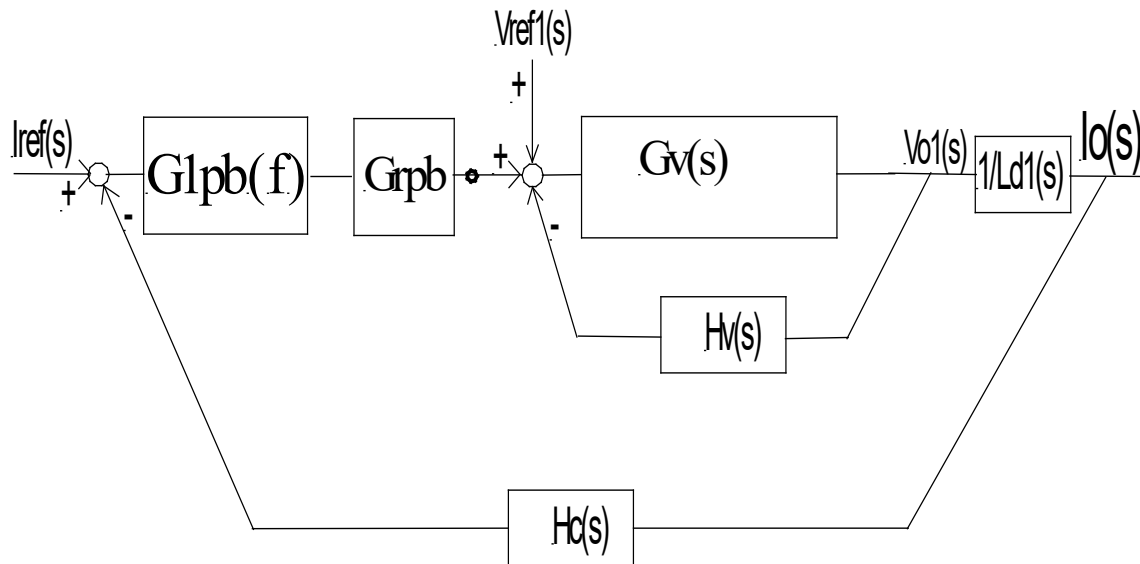 Vref1(s)
+
Iref(s)
+
-
Glpb(f)
Grpb
+
-
Gv(s)
Vo1(s)
1/Ld1(s)
Io(s)
Hv(s)
Hc(s)